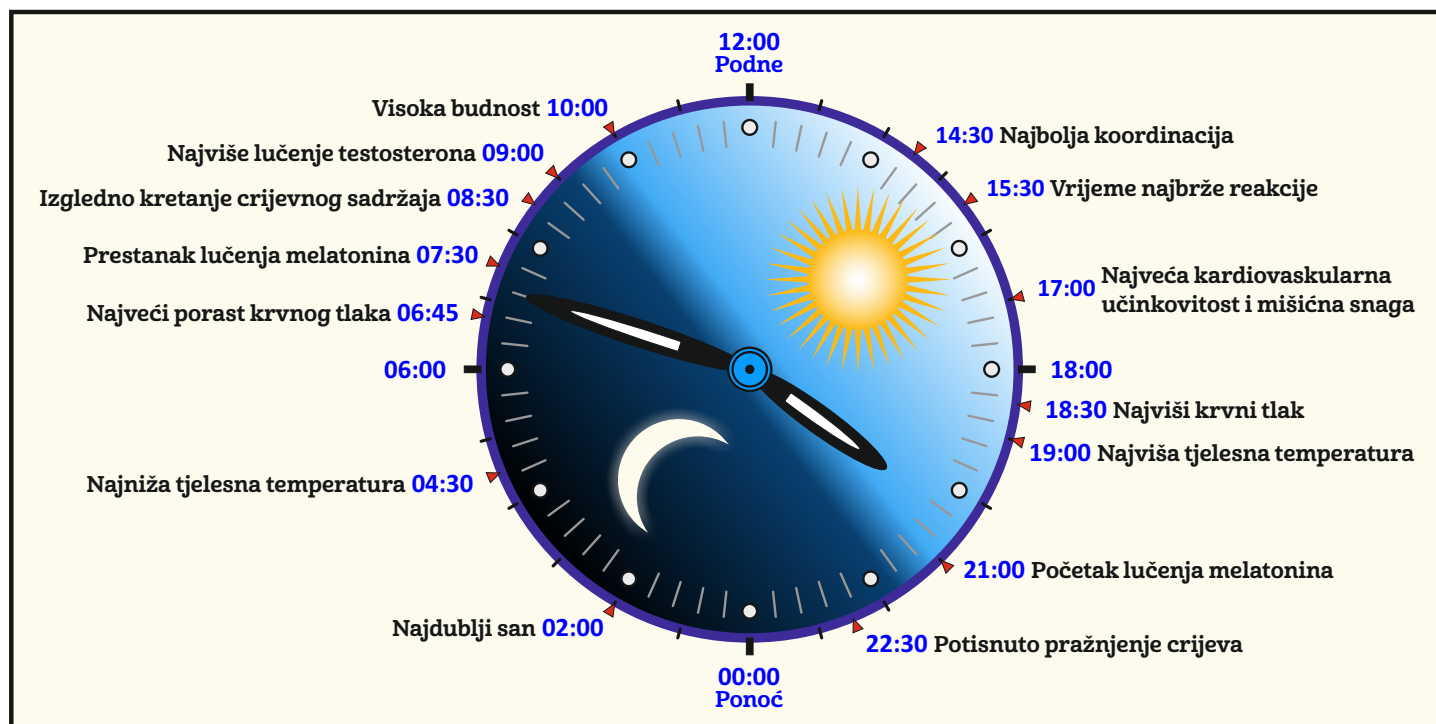 12:00
Podne
Visoka budnost 10:00
Najviše lučenje testosterona 09:00
Izgledno kretanje crijevnog sadržaja 08:30
Prestanak lučenja melatonina 07:30
Najveći porast krvnog tlaka 06:45
06:00
Najniža tjelesna temperatura 04:30
Najdublji san 02:00
14:30 Najbolja koordinacija
15:30 Vrijeme najbrže reakcije
17:00 Najveća kardiovaskularna
učinkovitost i mišićna snaga
18:00
18:30 Najviši krvni tlak
19:00 Najviša tjelesna temperatura
21:00 Početak lučenja melatonina
22:30 Potisnuto pražnjenje crijeva
00:00
Ponoć